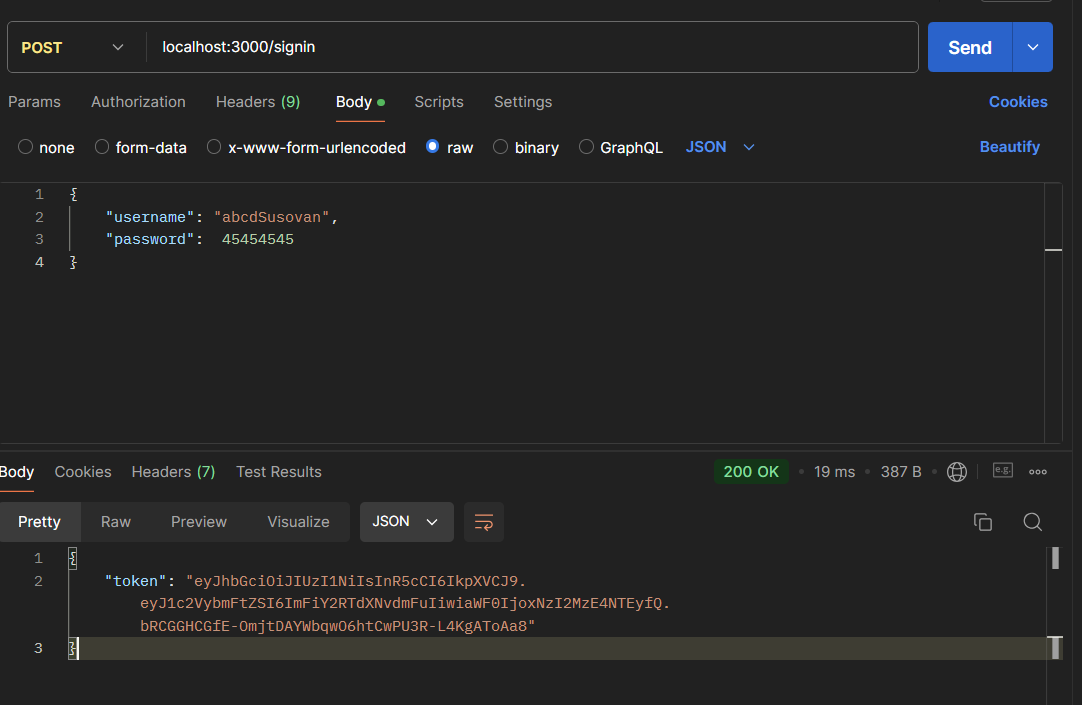 POST localhost:3000/signin Send
Params Authorization Headers (9) Body Scripts Settings Cookies
none form-data x-www-form-urlencoded raw binary GraphQL JSON Beautify
1 {
2 "username": "abcdSusovan",
3 "password": 45454545
4 }
Body Cookies Headers (7) Test Results 200 OK 19 ms 387 B e.g.
Pretty Raw Preview Visualize JSON
1 {
2 "token": "eyJhbGciOiJIUzI1NiIsInR5cCI6IkpXVCJ9.
eyJ1c2VybmFtZSI6ImFiY2RTdXNvdmFuIiwiaWF0IjoxNzI2MzE4NTEyfQ.
bRCGGHCGfE-OmjtDAYWbqwO6htCwPU3R-L4KgAToAa8"
3 }